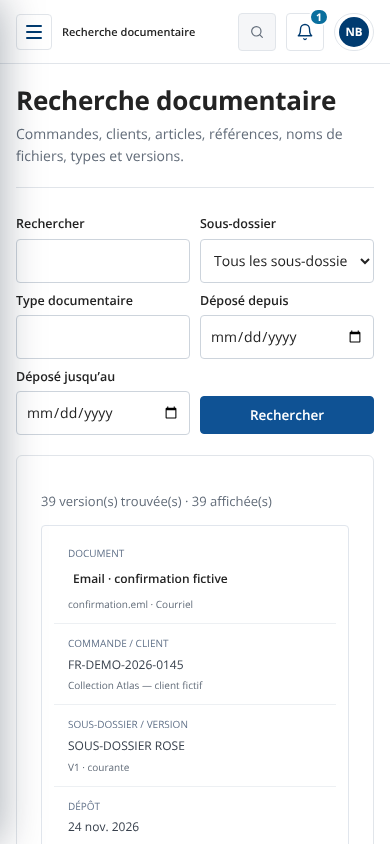 Recherche documentaire
1
NB
Recherche documentaire
Commandes, clients, articles, références, noms de
fichiers, types et versions.
Rechercher
Sous-dossier
Tous les sous-dossie
Type documentaire
Déposé depuis
mm/dd/yyyy
Déposé jusqu'au
mm/dd/yyyy
Rechercher
39 version(s) trouvée(s) · 39 affichée(s)
DOCUMENT
Email · confirmation fictive
confirmation.eml · Courriel
COMMANDE / CLIENT
FR-DEMO-2026-0145
Collection Atlas — client fictif
SOUS-DOSSIER / VERSION
SOUS-DOSSIER ROSE
V1 · courante
DÉPÔT
24 nov. 2026